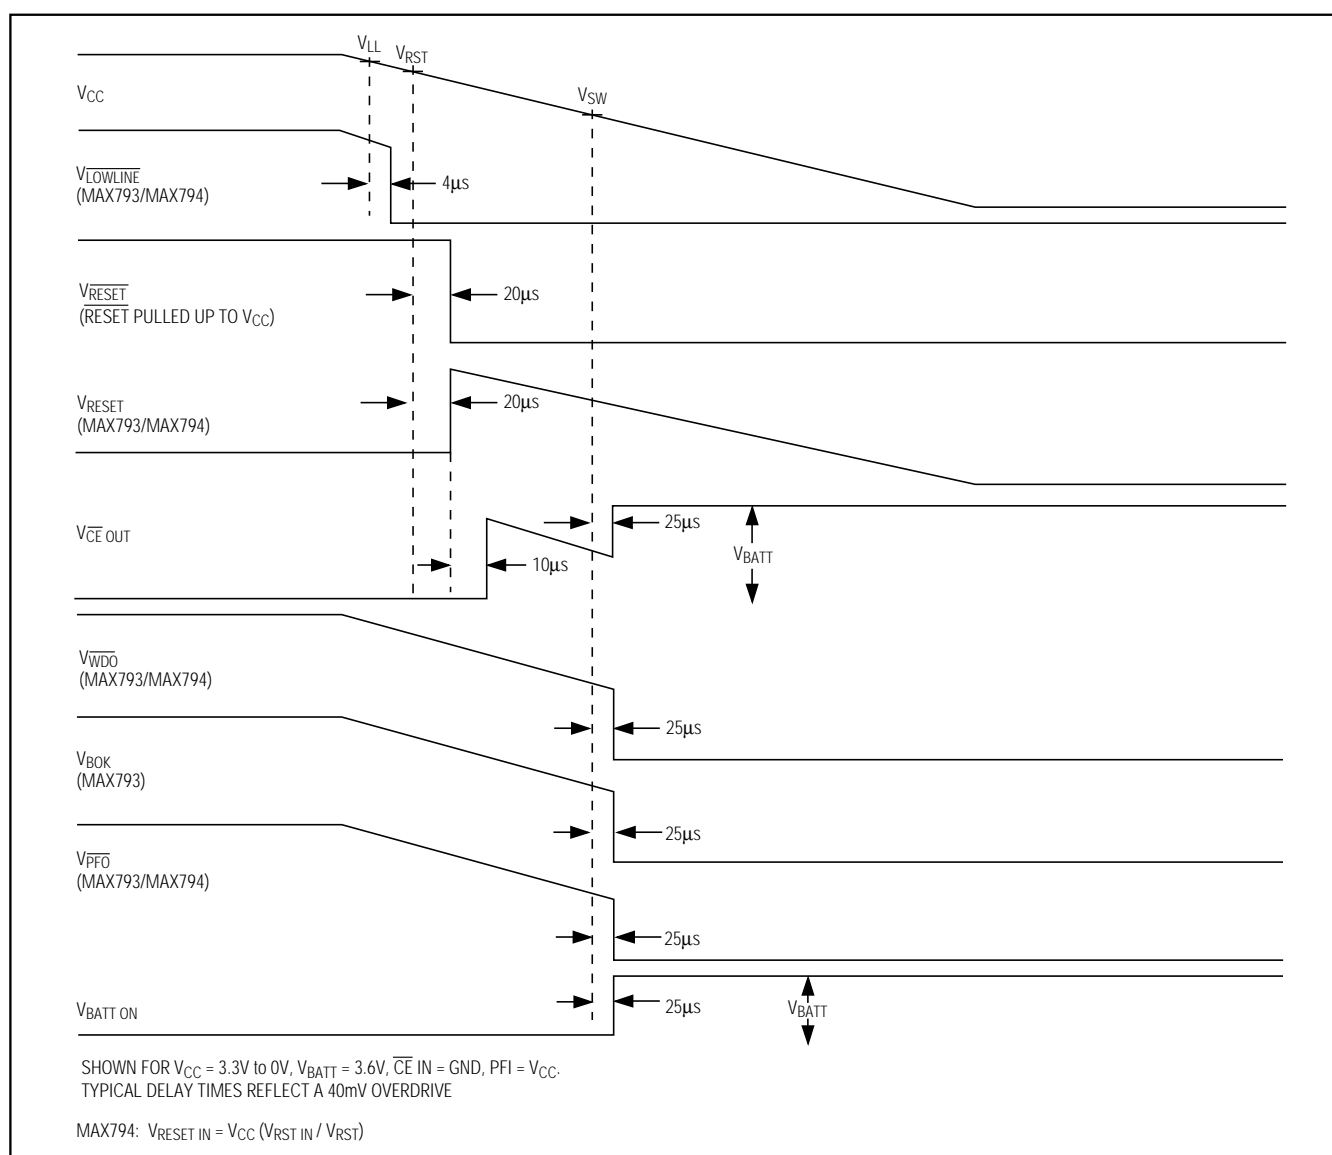 VLL
VRST
VSW
VCC
VLOWLINE
(MAX793/MAX794)
4µs
VRESET
(RESET PULLED UP TO VCC)
20µs
VRESET
(MAX793/MAX794)
20µs
VCE OUT
25µs
VBATT
10µs
VWDO
(MAX793/MAX794)
25µs
VBOK
(MAX793)
25µs
VPFO
(MAX793/MAX794)
25µs
VBATT ON
25µs
VBATT
SHOWN FOR VCC = 3.3V to 0V, VBATT = 3.6V, CE IN = GND, PFI = VCC.
TYPICAL DELAY TIMES REFLECT A 40mV OVERDRIVE
MAX794: VRESET IN = VCC (VRST IN / VRST)